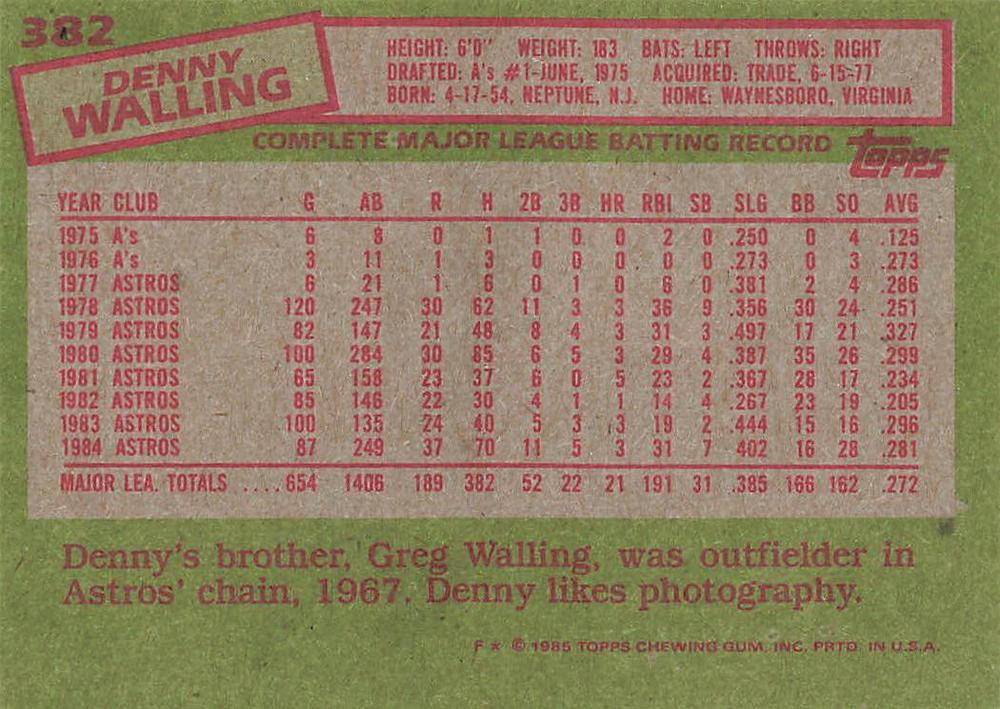 382
DENNY
WALLING
HEIGHT: 6'0" WEIGHT: 183 BATS: LEFT THROWS: RIGHT
DRAFTED: A's #1-JUNE, 1975 ACQUIRED: TRADE, 6-15-77
BORN: 4-17-54, NEPTUNE, N.J. HOME: WAYNESBORO, VIRGINIA
COMPLETE MAJOR LEAGUE BATTING RECORD
Topps
YEAR CLUB G AB R H 2B 3B HR RBI SB SLG BB SO AVG
1975 A's 6 8 0 1 1 0 0 2 0 .250 0 4 .125
1976 A's 3 11 1 3 0 0 0 0 0 .273 0 3 .273
1977 ASTROS 6 21 1 6 0 1 0 6 0 .381 2 4 .286
1978 ASTROS 120 247 30 62 11 3 3 36 9 .356 30 24 .251
1979 ASTROS 82 147 21 48 8 4 3 31 3 .497 17 21 .327
1980 ASTROS 100 284 30 85 6 5 3 29 4 .387 35 26 .299
1981 ASTROS 65 158 23 37 6 0 5 23 2 .367 28 17 .234
1982 ASTROS 85 146 22 30 4 1 1 14 4 .267 23 19 .205
1983 ASTROS 100 135 24 40 5 3 3 19 2 .444 15 16 .296
1984 ASTROS 87 249 37 70 11 5 3 31 7 .402 16 28 .281
MAJOR LEA. TOTALS ....654 1406 189 382 52 22 21 191 31 .385 166 162 .272
Denny's brother, Greg Walling, was outfielder in
Astros' chain, 1967. Denny likes photography.
F * © 1985 TOPPS CHEWING GUM, INC. PRTD. IN U.S.A.